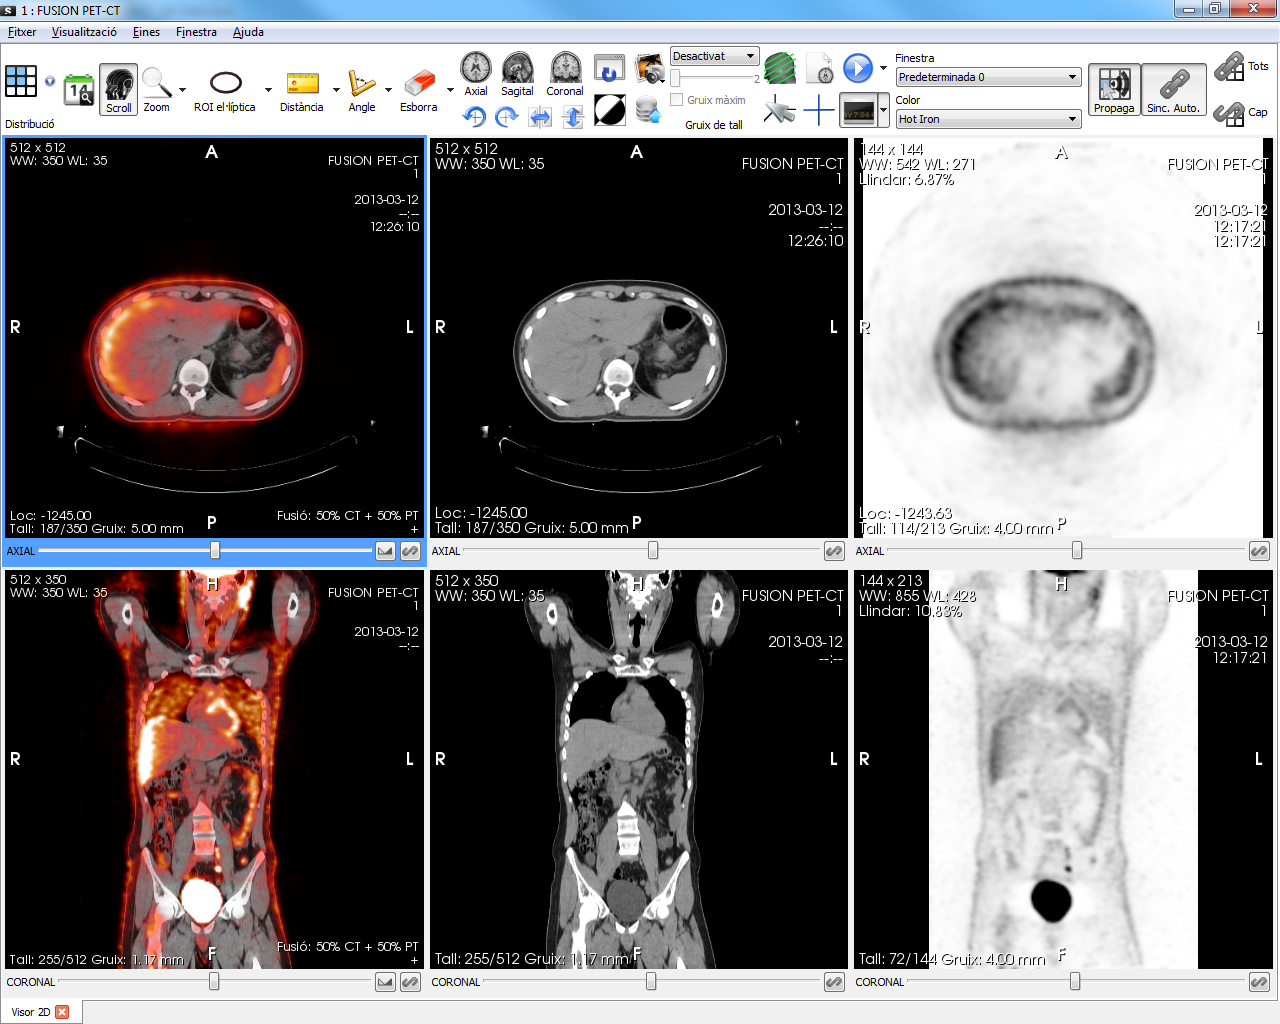 1 : FUSION PET-CT
Fitxer Visualització Eines Finestra Ajuda
Distribució
14
Scroll
Zoom
ROI el·líptica
Distància
Angle
Esborra
Axial
Sagital
Coronal
Desactivat
2
Gruix màxim
Gruix de tall
Finestra
Predeterminada 0
Color
Hot Iron
Propaga
Sinc. Auto.
Tots
Cap
512 x 512
WW: 350 WL: 35
A
FUSION PET-CT
1
2013-03-12
--:--
12:26:10
R
L
Loc: -1245.00
Tall: 187/350 Gruix: 5.00 mm
P
Fusió: 50% CT + 50% PT
+
AXIAL
512 x 512
WW: 350 WL: 35
A
FUSION PET-CT
1
2013-03-12
--:--
12:26:10
R
L
Loc: -1245.00
Tall: 187/350 Gruix: 5.00 mm
P
AXIAL
144 x 144
WW: 542 WL: 271
Llindar: 6.87%
A
FUSION PET-CT
1
2013-03-12
12:17:21
12:17:21
R
L
Loc: -1243.63
Tall: 114/213 Gruix: 4.00 mm
P
AXIAL
512 x 350
WW: 350 WL: 35
H
FUSION PET-CT
1
2013-03-12
--:--
R
L
Tall: 255/512 Gruix: 1.17 mm
F
Fusió: 50% CT + 50% PT
+
CORONAL
512 x 350
WW: 350 WL: 35
H
FUSION PET-CT
1
2013-03-12
--:--
R
L
Tall: 255/512 Gruix: 1.17 mm
F
CORONAL
144 x 213
WW: 855 WL: 428
Llindar: 10.83%
H
FUSION PET-CT
1
2013-03-12
12:17:21
R
L
Tall: 72/144 Gruix: 4.00 mm
F
CORONAL
Visor 2D